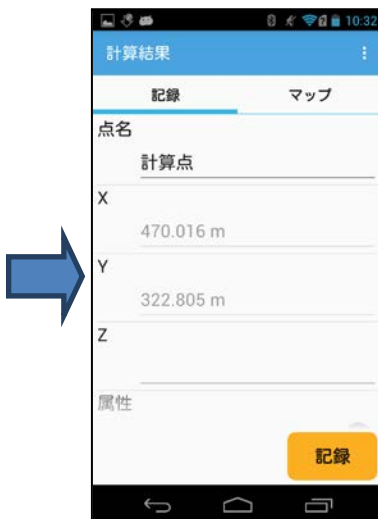 10:32
計算結果
記録 マップ
点名
計算点
X
470.016 m
Y
322.805 m
Z
属性
記録